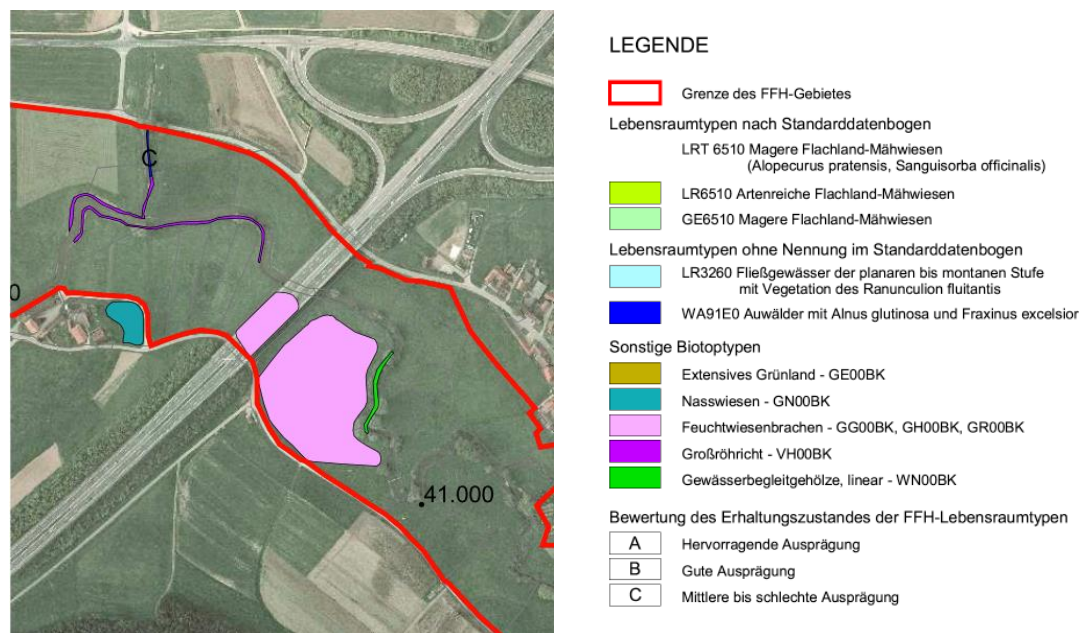 C
0
41.000
LEGENDE
Grenze des FFH-Gebietes
Lebensraumtypen nach Standarddatenbogen
LRT 6510 Magere Flachland-Mähwiesen
(Alopecurus pratensis, Sanguisorba officinalis)
LR6510 Artenreiche Flachland-Mähwiesen
GE6510 Magere Flachland-Mähwiesen
Lebensraumtypen ohne Nennung im Standarddatenbogen
LR3260 Fließgewässer der planaren bis montanen Stufe
mit Vegetation des Ranunculion fluitantis
WA91E0 Auwälder mit Alnus glutinosa und Fraxinus excelsior
Sonstige Biotoptypen
Extensives Grünland - GE00BK
Nasswiesen - GN00BK
Feuchtwiesenbrachen - GG00BK, GH00BK, GR00BK
Großröhricht - VH00BK
Gewässerbegleitgehölze, linear - WN00BK
Bewertung des Erhaltungszustandes der FFH-Lebensraumtypen
A Hervorragende Ausprägung
B Gute Ausprägung
C Mittlere bis schlechte Ausprägung